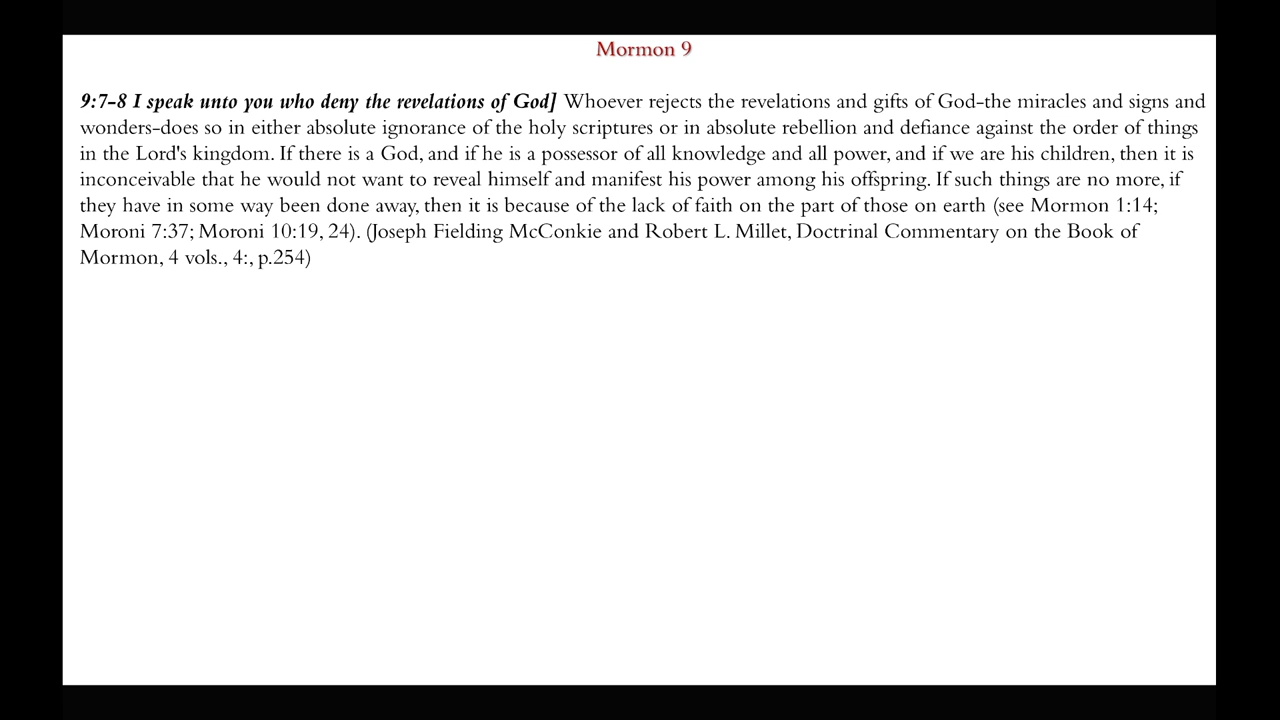 Mormon 9
9:7-8 I speak unto you who deny the revelations of God] Whoever rejects the revelations and gifts of God-the miracles and signs and
wonders-does so in either absolute ignorance of the holy scriptures or in absolute rebellion and defiance against the order of things
in the Lord's kingdom. If there is a God, and if he is a possessor of all knowledge and all power, and if we are his children, then it is
inconceivable that he would not want to reveal himself and manifest his power among his offspring. If such things are no more, if
they have in some way been done away, then it is because of the lack of faith on the part of those on earth (see Mormon 1:14;
Moroni 7:37; Moroni 10:19, 24). (Joseph Fielding McConkie and Robert L. Millet, Doctrinal Commentary on the Book of
Mormon, 4 vols., 4:, p.254)